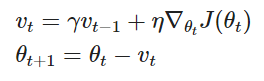 v_t = γv_{t−1} + η∇_{θ_t} J(θ_t)
θ_{t+1} = θ_t − v_t